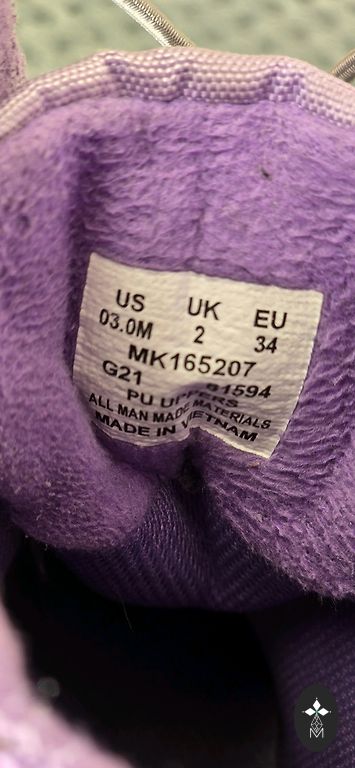 US UK EU
03.0M 2 34
MK165207
G21 81594
PU UPPERS
ALL MAN MADE MATERIALS
MADE IN VIETNAM
M